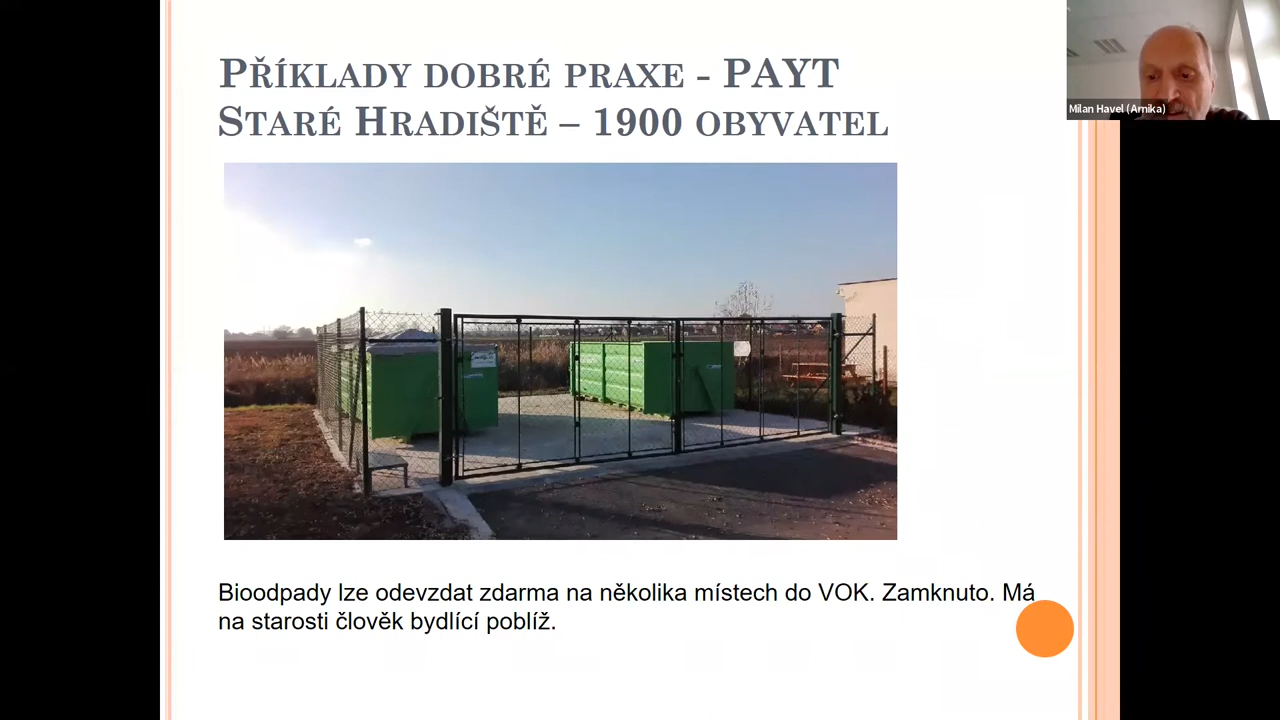 Příklady dobré praxe - PAYT
Staré Hradiště – 1900 obyvatel
Milan Havel (Arnika)
Bioodpady lze odevzdat zdarma na několika místech do VOK. Zamknuto. Má
na starosti člověk bydlící poblíž.